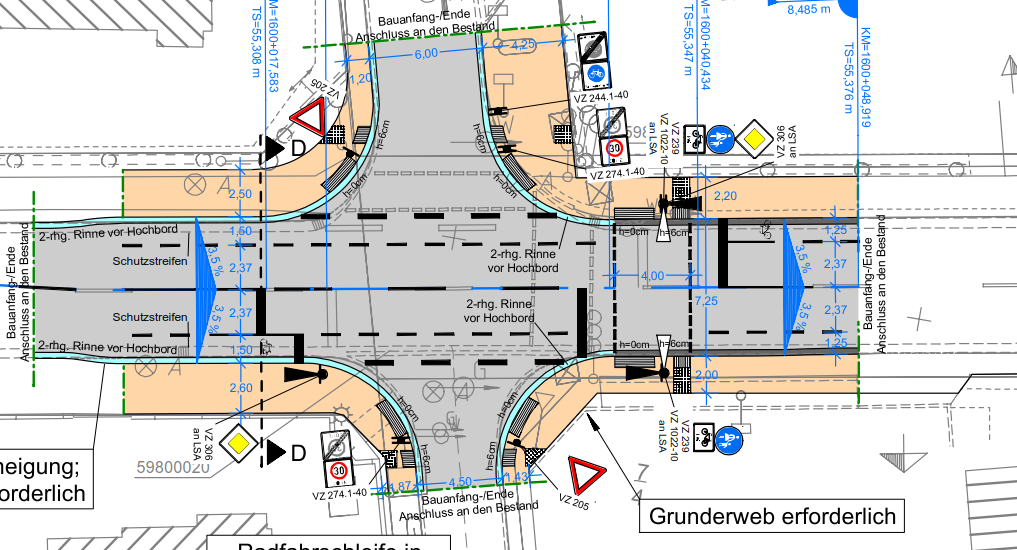 Bauanfang-/Ende
Anschluss an den Bestand
KM=1600+017,583
TS=55,308 m
KM=1600+040,434
TS=55,347 m
8,485 m
KM=1600+048,919
TS=55,376 m
6,00
4,25
1,20
VZ 205
h=6cm
h=6cm
VZ 244.1-40
30
VZ 274.1-40
VZ 1022-10
an LSA
VZ 239
VZ 306
an LSA
D
h=0cm
h=0cm
2,50
2,20
2-rhg. Rinne vor Hochbord
1,50
3,5 %
Schutzstreifen
2,37
2-rhg. Rinne
vor Hochbord
h=0cm
h=6cm
1,25
3,5 %
2,37
4,00
7,25
Bauanfang-/Ende
Anschluss an den Bestand
Bauanfang-/Ende
Anschluss an den Bestand
Schutzstreifen
2,37
3,5 %
2-rhg. Rinne
vor Hochbord
2,37
3,5 %
2-rhg. Rinne vor Hochbord
1,50
h=0cm
h=6cm
1,25
2,60
2,00
h=0cm
h=0cm
VZ 306
an LSA
D
30
VZ 274.1-40
h=6cm
h=6cm
VZ 1022-10
an LSA
VZ 239
59800020
1,87
4,50
1,43
VZ 205
Bauanfang-/Ende
Anschluss an den Bestand
neigung;
orderlich
Grunderweb erforderlich
Radfahrschleife in